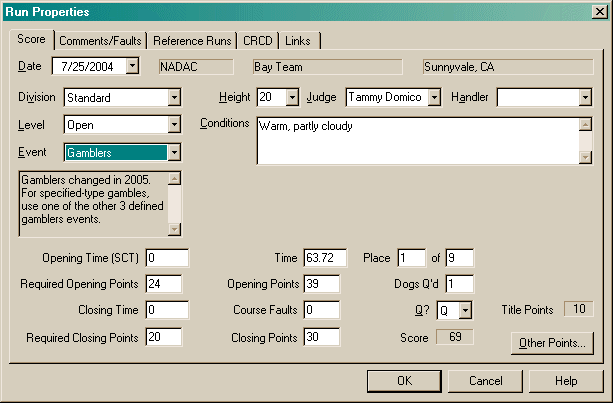 Run Properties
Score Comments/Faults Reference Runs CRCD Links
Date 7/25/2004 NADAC Bay Team Sunnyvale, CA
Division Standard Height 20 Judge Tammy Domico Handler
Level Open Conditions Warm, partly cloudy
Event Gamblers
Gamblers changed in 2005.
For specified-type gambles,
use one of the other 3 defined
gamblers events.
Opening Time (SCT) 0 Time 63.72 Place 1 of 9
Required Opening Points 24 Opening Points 39 Dogs Q'd 1
Closing Time 0 Course Faults 0 Q? Q Title Points 10
Required Closing Points 20 Closing Points 30 Score 69 Other Points...
OK Cancel Help